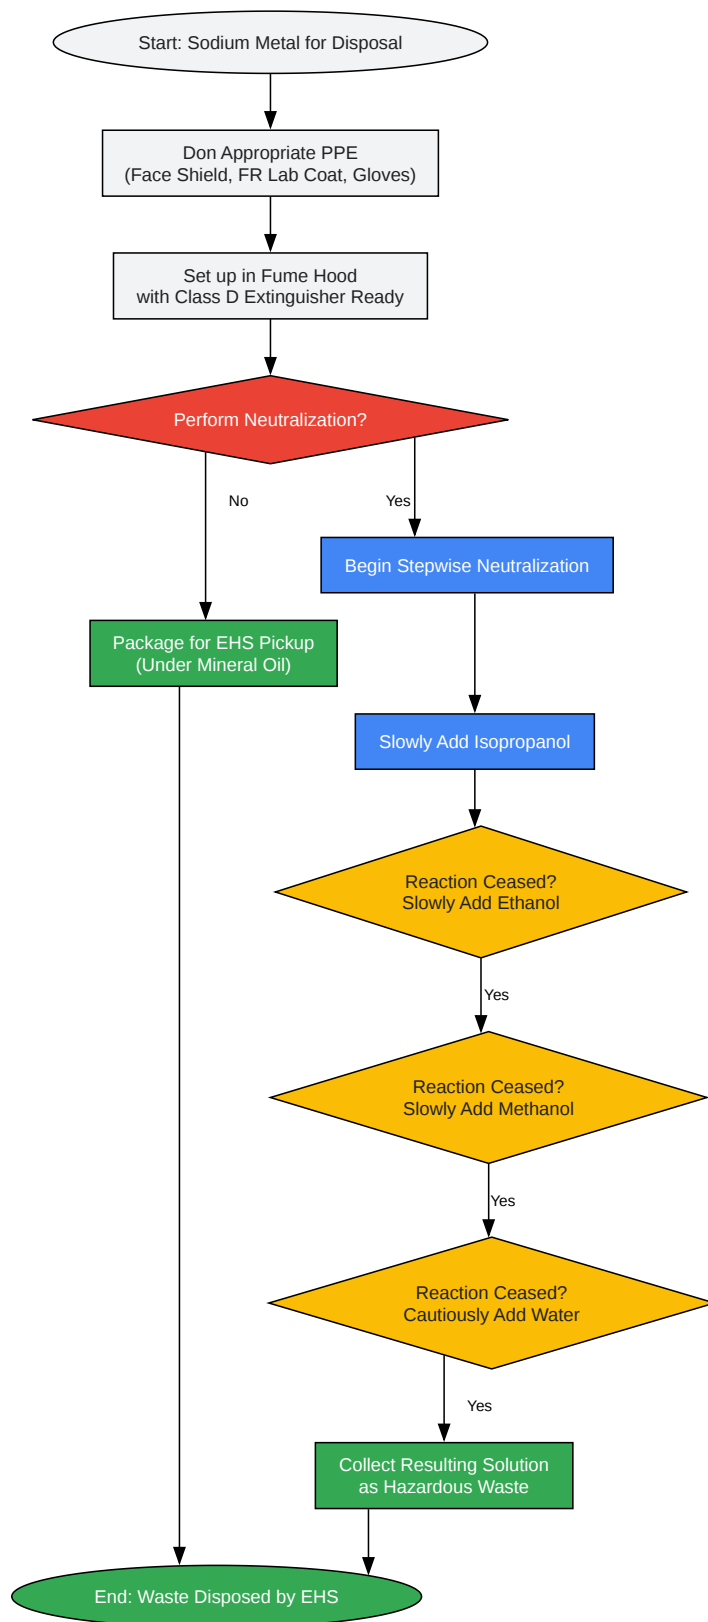 Start: Sodium Metal for Disposal
Don Appropriate PPE
(Face Shield, FR Lab Coat, Gloves)
Set up in Fume Hood
with Class D Extinguisher Ready
Perform Neutralization?
No
Yes
Begin Stepwise Neutralization
Package for EHS Pickup
(Under Mineral Oil)
Slowly Add Isopropanol
Reaction Ceased?
Slowly Add Ethanol
Yes
Reaction Ceased?
Slowly Add Methanol
Yes
Reaction Ceased?
Cautiously Add Water
Yes
Collect Resulting Solution
as Hazardous Waste
End: Waste Disposed by EHS